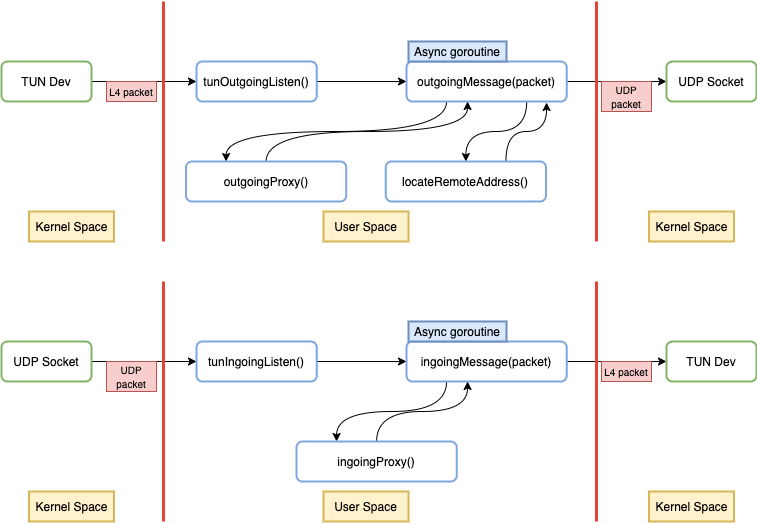 Async goroutine
TUN Dev
L4 packet
tunOutgoingListen()
outgoingMessage(packet)
UDP
packet
UDP Socket
outgoingProxy()
locateRemoteAddress()
Kernel Space
User Space
Kernel Space
Async goroutine
UDP Socket
UDP
packet
tunIngoingListen()
ingoingMessage(packet)
L4 packet
TUN Dev
ingoingProxy()
Kernel Space
User Space
Kernel Space